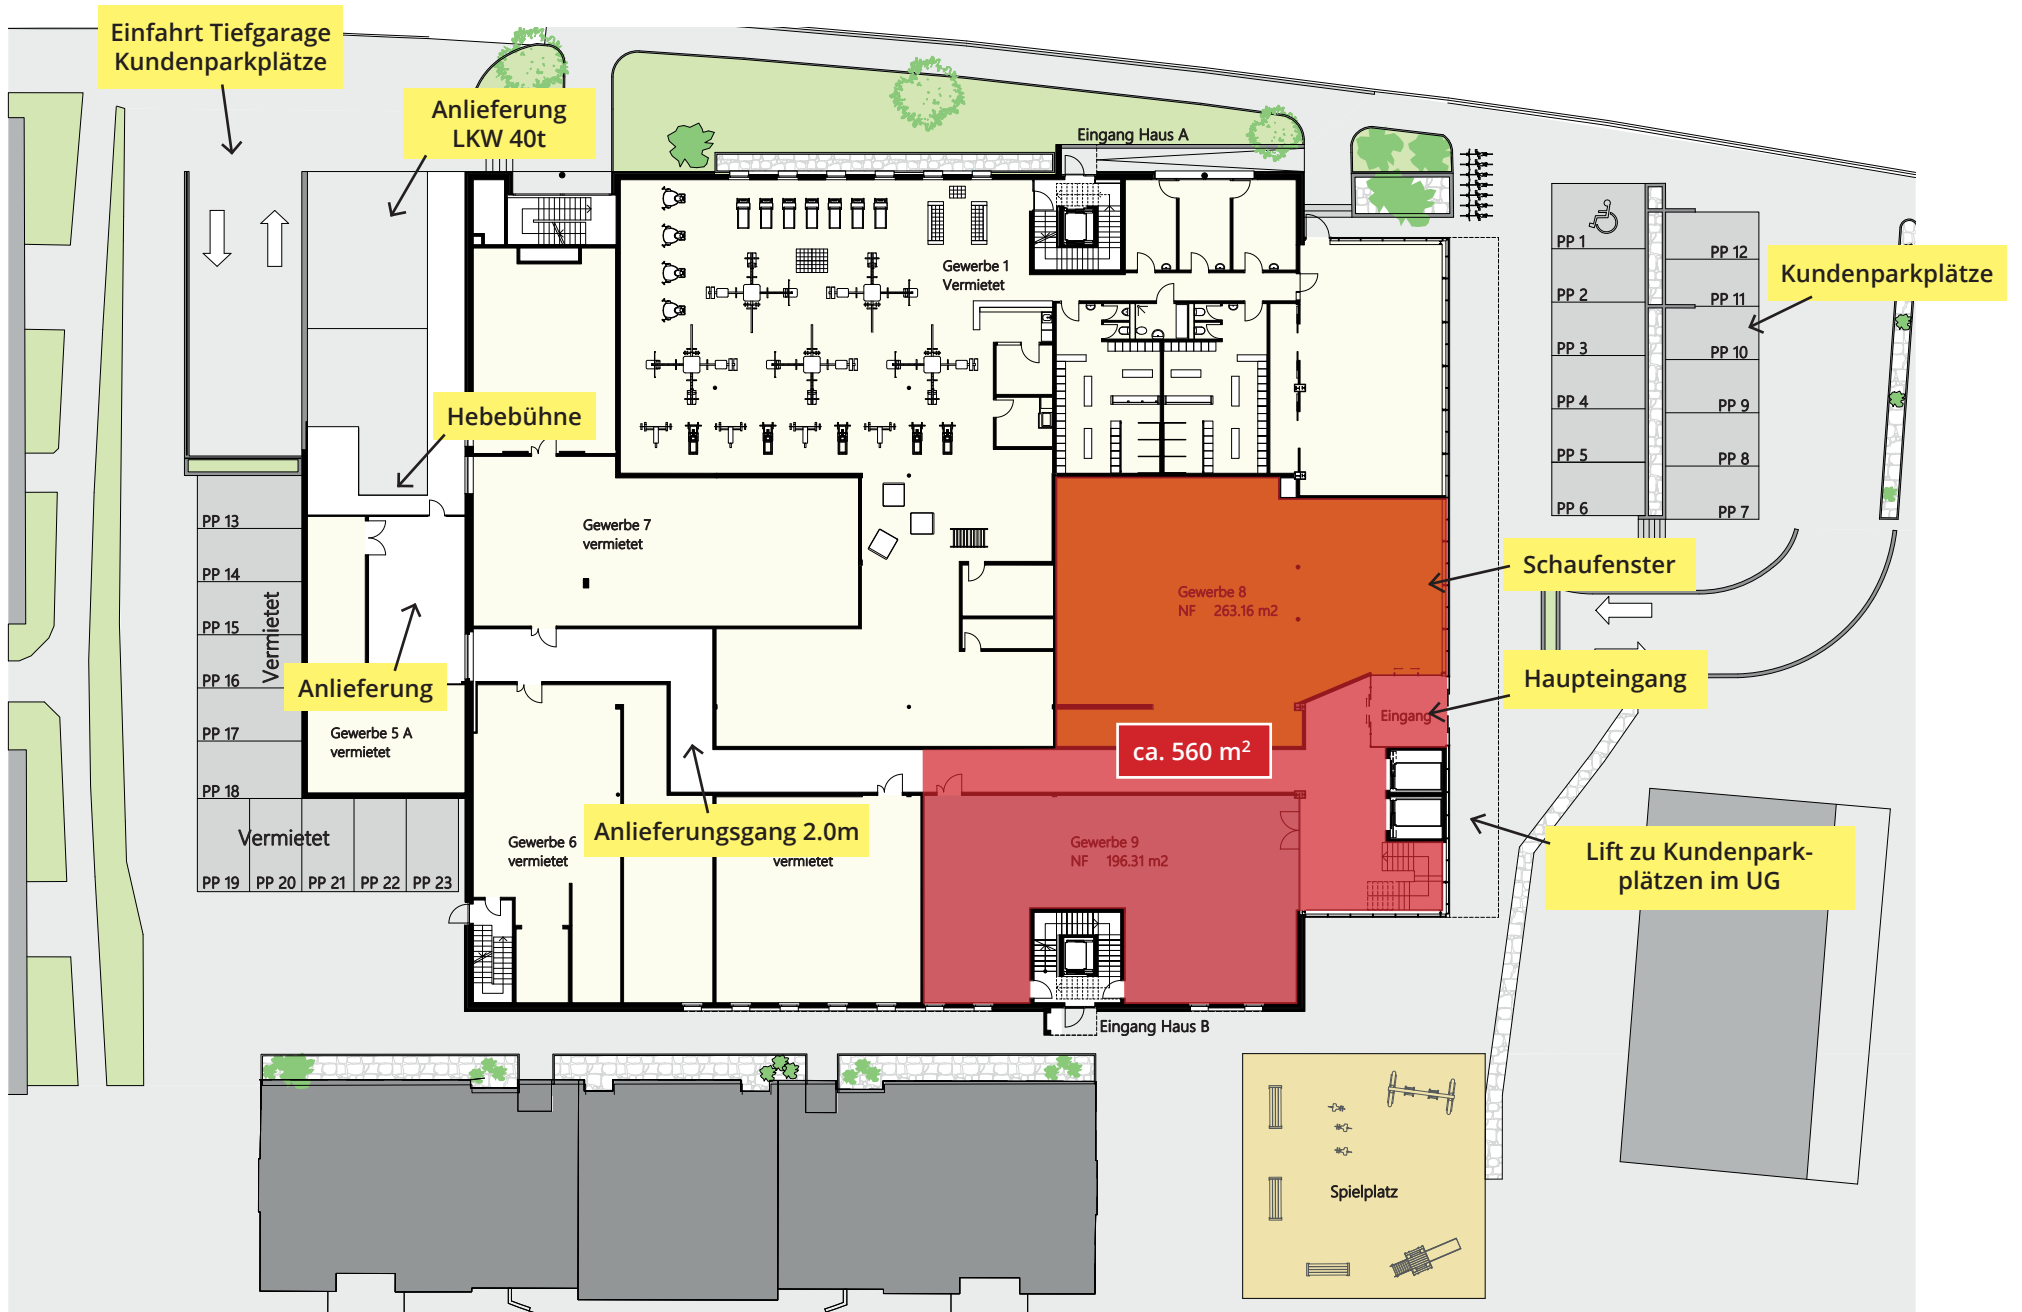 Einfahrt Tiefgarage
Kundenparkplätze
Anlieferung
LKW 40t
Eingang Haus A
Gewerbe 1
Vermietet
PP 1
PP 2
PP 3
PP 4
PP 5
PP 6
PP 12
PP 11
PP 10
PP 9
PP 8
PP 7
Kundenparkplätze
Hebebühne
PP 13
PP 14
PP 15
PP 16
PP 17
PP 18
Vermietet
Gewerbe 7
vermietet
Gewerbe 8
NF 263.16 m2
Schaufenster
Anlieferung
Haupteingang
Eingang
Gewerbe 5 A
vermietet
ca. 560 m²
Anlieferungsgang 2.0m
Gewerbe 6
vermietet
vermietet
Gewerbe 9
NF 196.31 m2
Lift zu Kundenpark-
plätzen im UG
Vermietet
PP 19
PP 20
PP 21
PP 22
PP 23
Eingang Haus B
Spielplatz